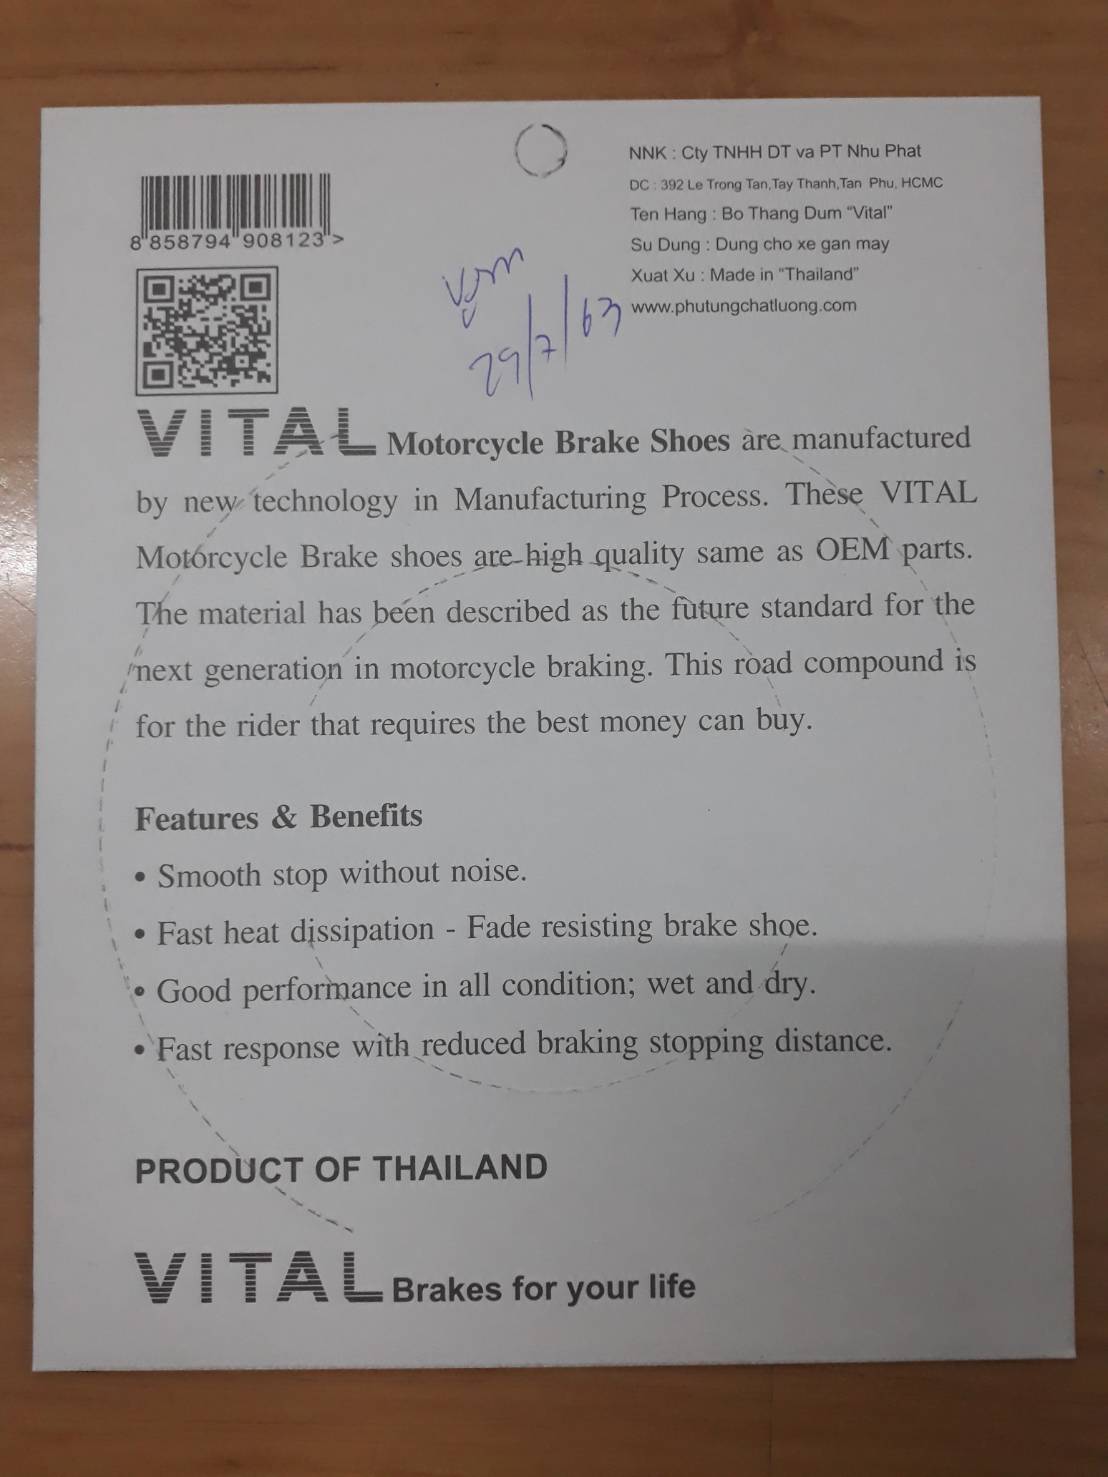 8 858794 908123 >
NNK : Cty TNHH DT va PT Nhu Phat
DC : 392 Le Trong Tan,Tay Thanh,Tan Phu, HCMC
Ten Hang : Bo Thang Dum “Vital”
Su Dung : Dung cho xe gan may
Xuat Xu : Made in “Thailand”
www.phutungchatluong.com
29/7/63
VITAL Motorcycle Brake Shoes are manufactured
by new technology in Manufacturing Process. These VITAL
Motorcycle Brake shoes are high quality same as OEM parts.
The material has been described as the future standard for the
next generation in motorcycle braking. This road compound is
for the rider that requires the best money can buy.
Features & Benefits
• Smooth stop without noise.
• Fast heat dissipation - Fade resisting brake shoe.
• Good performance in all condition; wet and dry.
• Fast response with reduced braking stopping distance.
PRODUCT OF THAILAND
VITAL Brakes for your life